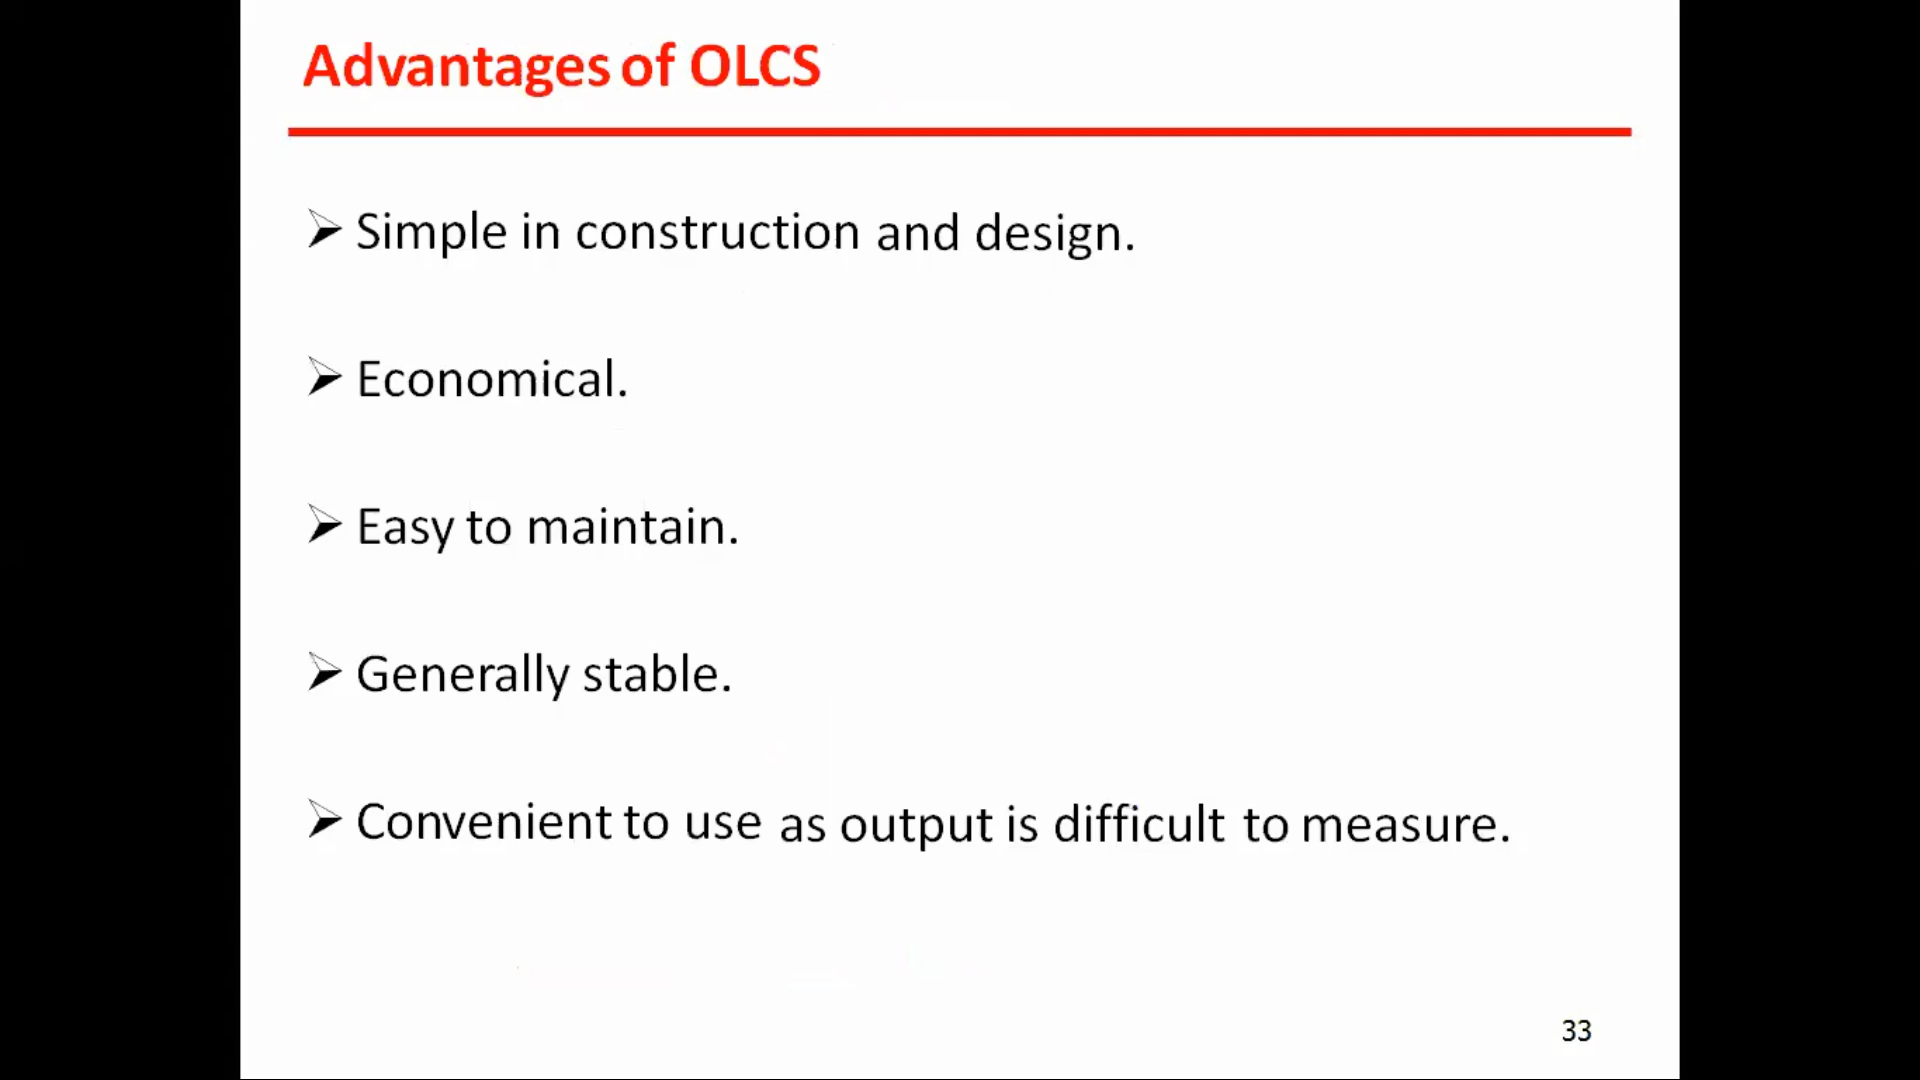 Advantages of OLCS
➢ Simple in construction and design.
➢ Economical.
➢ Easy to maintain.
➢ Generally stable.
➢ Convenient to use as output is difficult to measure.
33